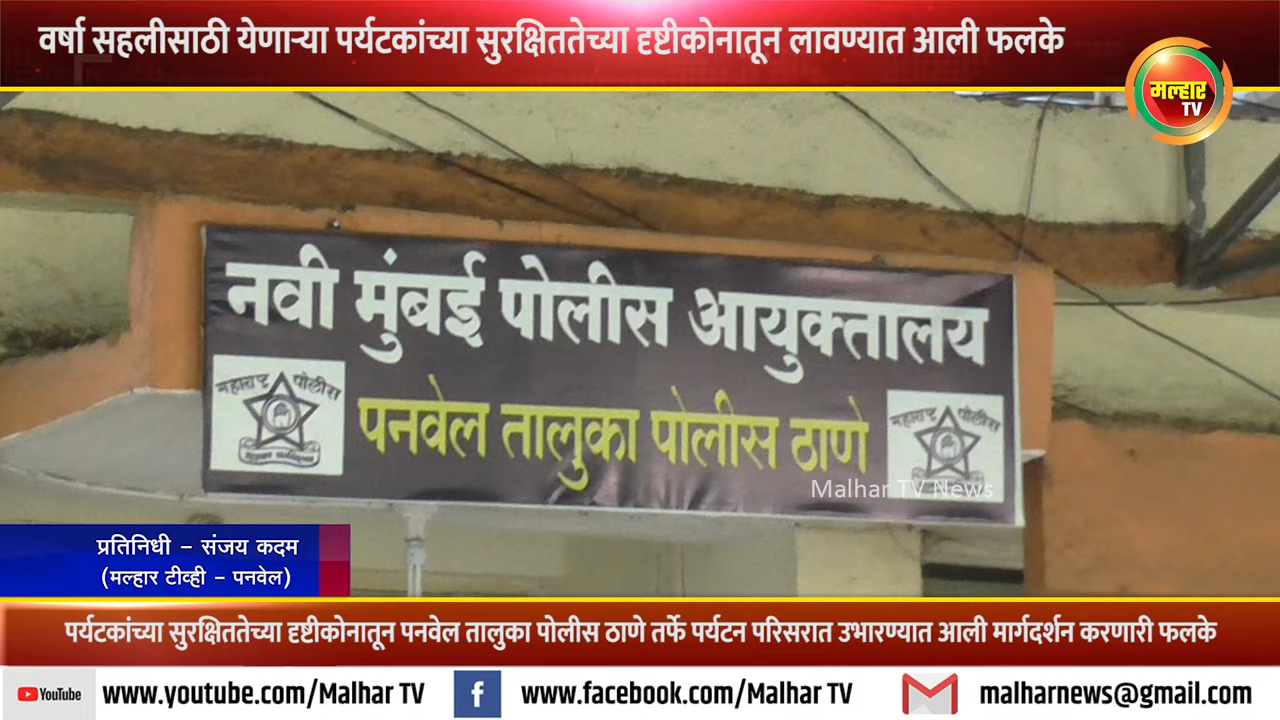 वर्षा सहलीसाठी येणाऱ्या पर्यटकांच्या सुरक्षिततेच्या दृष्टीकोनातून लावण्यात आली फलके
मल्हार
TV
नवी मुंबई पोलीस आयुक्तालय
महाराष्ट्र पोलीस
पनवेल तालुका पोलीस ठाणे
महाराष्ट्र पोलीस
Malhar TV News
प्रतिनिधी – संजय कदम
(मल्हार टीव्ही – पनवेल)
पर्यटकांच्या सुरक्षिततेच्या दृष्टीकोनातून पनवेल तालुका पोलीस ठाणे तर्फे पर्यटन परिसरात उभारण्यात आली मार्गदर्शन करणारी फलके
YouTube www.youtube.com/Malhar TV www.facebook.com/Malhar TV malharnews@gmail.com